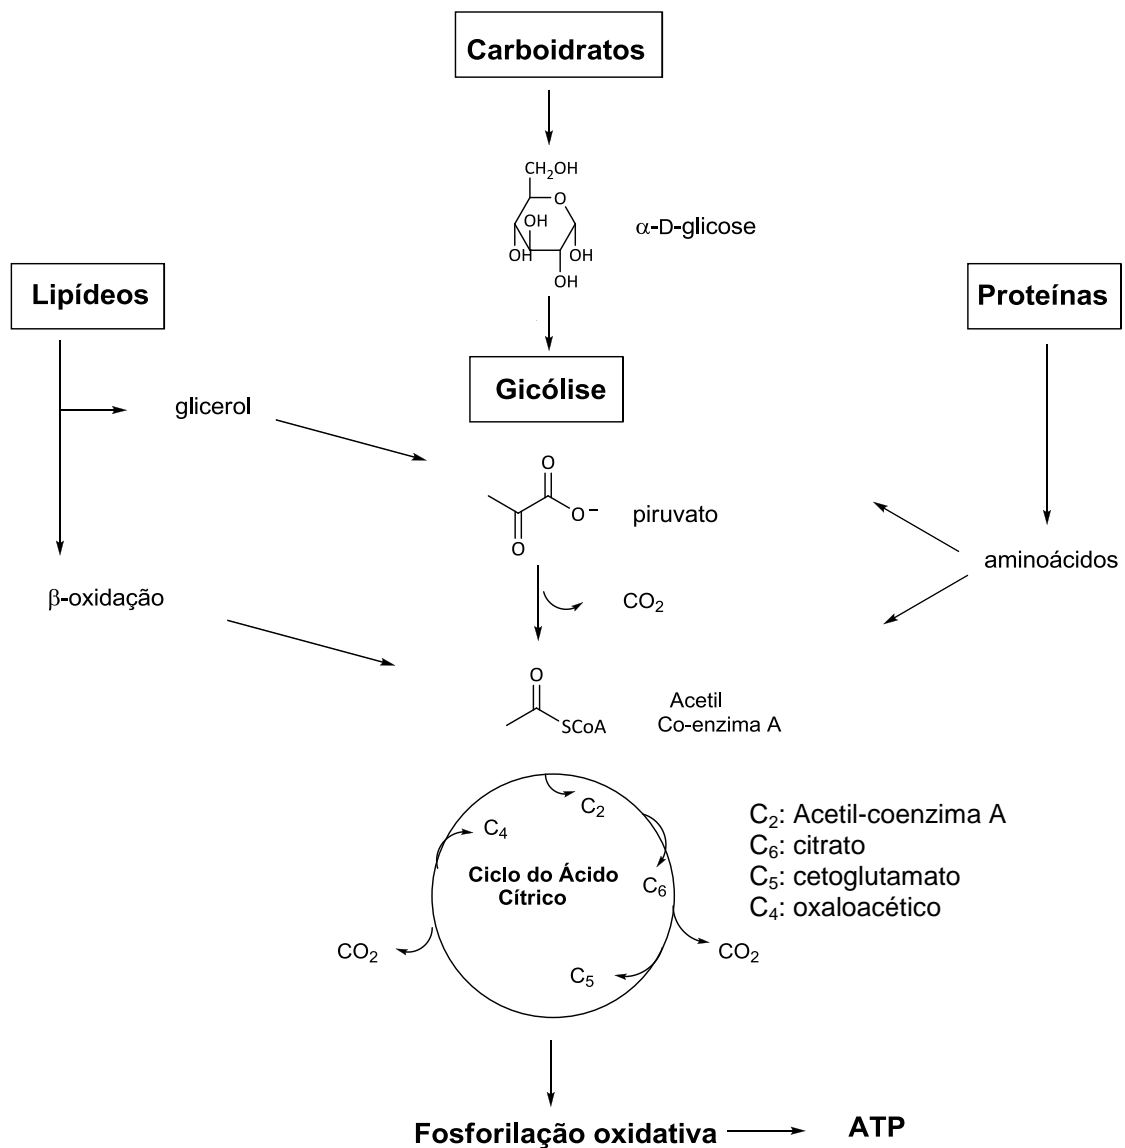 Carboidratos
CH₂OH
O
OH
OH
OH
OH
OH
α-D-glicose
Lipídeos
Proteínas
Gicólise
glicerol
O
O⁻
O
piruvato
aminoácidos
β-oxidação
CO₂
O
SCoA
Acetil
Co-enzima A
C₂
C₄
C₆
Ciclo do Ácido
Cítrico
C₂: Acetil-coenzima A
C₆: citrato
C₅: cetoglutamato
C₄: oxaloacético
CO₂
CO₂
C₅
Fosforilação oxidativa
ATP